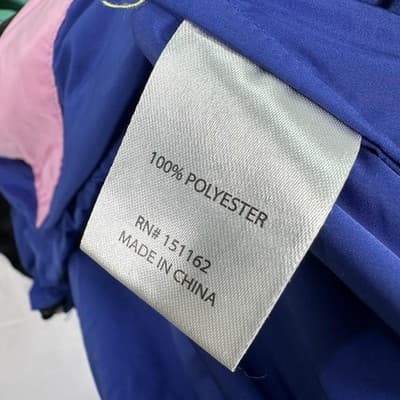 100% POLYESTER
RN# 151162
MADE IN CHINA